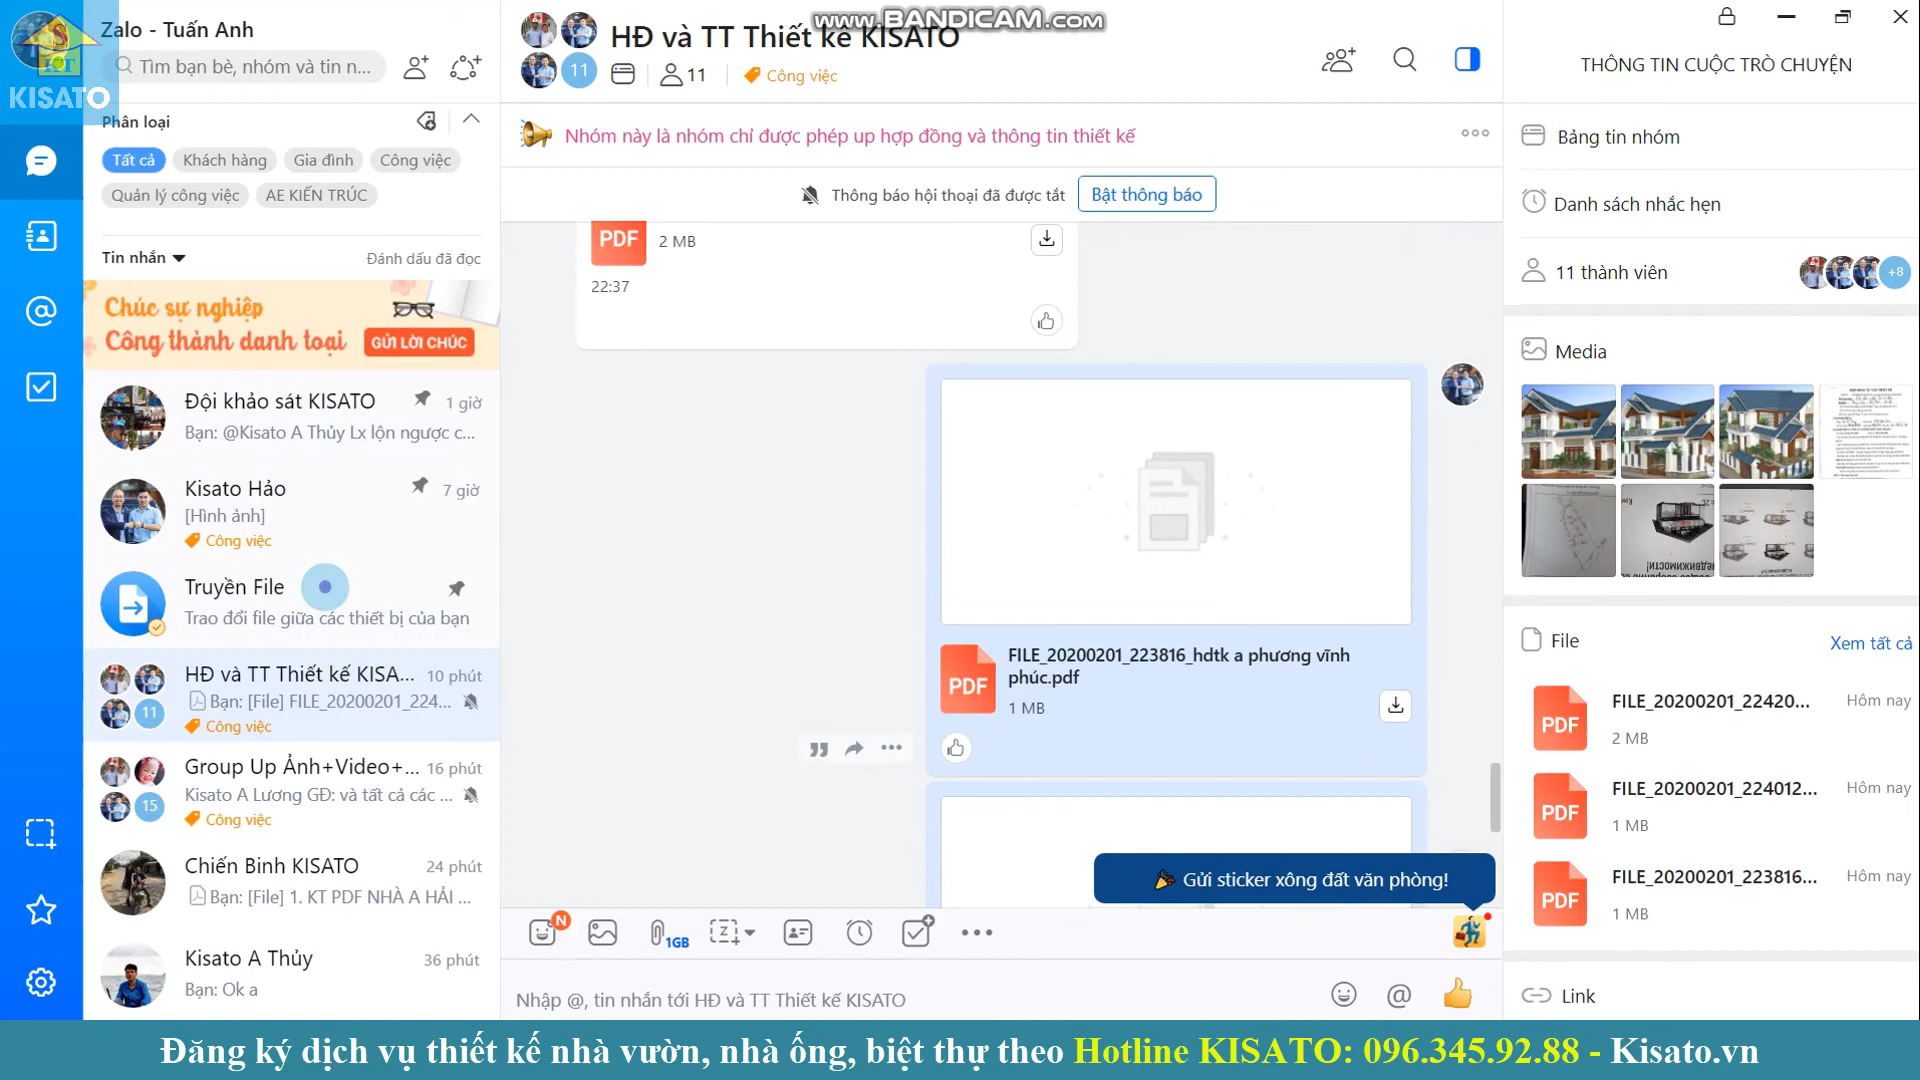 Zalo - Tuấn Anh
KT
KISATO
Tìm bạn bè, nhóm và tin n...
Phân loại
Tất cả
Khách hàng
Gia đình
Công việc
Quản lý công việc
AE KIẾN TRÚC
Tin nhắn
Đánh dấu đã đọc
Chúc sự nghiệp
Công thành danh toại
GỬI LỜI CHÚC
Đội khảo sát KISATO
1 giờ
Bạn: @Kisato A Thủy Lx lộn ngược c...
Kisato Hảo
7 giờ
[Hình ảnh]
Công việc
Truyền File
Trao đổi file giữa các thiết bị của bạn
HĐ và TT Thiết kế KISA...
10 phút
11
Bạn: [File] FILE_20200201_224...
Công việc
Group Up Ảnh+Video+...
16 phút
15
Kisato A Lương GĐ: và tất cả các ...
Công việc
Chiến Binh KISATO
24 phút
Bạn: [File] 1. KT PDF NHÀ A HẢI ...
Kisato A Thủy
36 phút
Bạn: Ok a
www.BANDICAM.com
HĐ và TT Thiết kế KISATO
11
11
Công việc
Nhóm này là nhóm chỉ được phép up hợp đồng và thông tin thiết kế
Thông báo hội thoại đã được tắt
Bật thông báo
PDF
2 MB
22:37
PDF
FILE_20200201_223816_hdtk a phương vĩnh
phúc.pdf
1 MB
Gửi sticker xông đất văn phòng!
N
1GB
Nhập @, tin nhắn tới HĐ và TT Thiết kế KISATO
THÔNG TIN CUỘC TRÒ CHUYỆN
Bảng tin nhóm
Danh sách nhắc hẹn
11 thành viên
+8
Media
File
Xem tất cả
PDF
FILE_20200201_22420...
Hôm nay
2 MB
PDF
FILE_20200201_224012...
Hôm nay
1 MB
PDF
FILE_20200201_223816...
Hôm nay
1 MB
Link
Đăng ký dịch vụ thiết kế nhà vườn, nhà ống, biệt thự theo Hotline KISATO: 096.345.92.88 - Kisato.vn